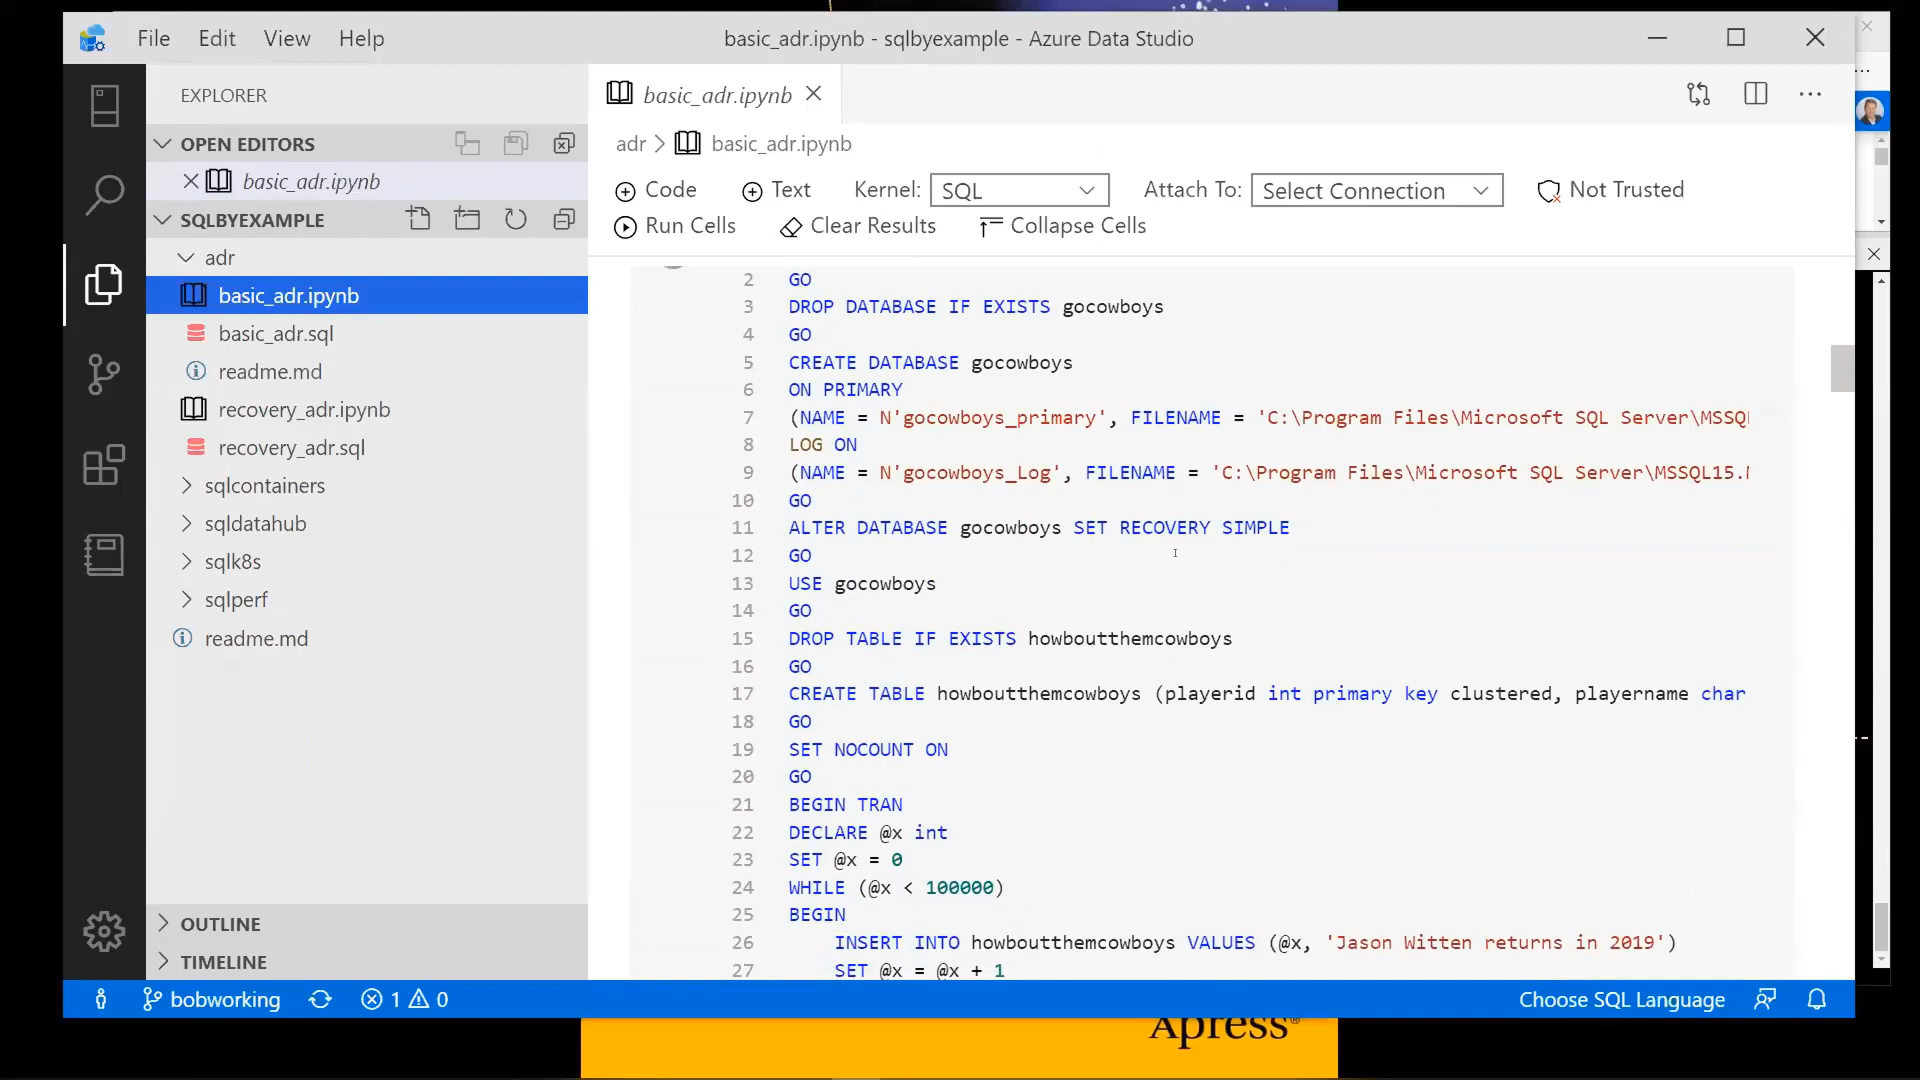 File Edit View Help
basic_adr.ipynb - sqlbyexample - Azure Data Studio
EXPLORER
OPEN EDITORS
basic_adr.ipynb
SQLBYEXAMPLE
adr
basic_adr.ipynb
basic_adr.sql
readme.md
recovery_adr.ipynb
recovery_adr.sql
sqlcontainers
sqldatahub
sqlk8s
sqlperf
readme.md
OUTLINE
TIMELINE
basic_adr.ipynb
adr > basic_adr.ipynb
Code Text Kernel: SQL Attach To: Select Connection Not Trusted
Run Cells Clear Results Collapse Cells
2 GO
3 DROP DATABASE IF EXISTS gocowboys
4 GO
5 CREATE DATABASE gocowboys
6 ON PRIMARY
7 (NAME = N'gocowboys_primary', FILENAME = 'C:\Program Files\Microsoft SQL Server\MSSQ
8 LOG ON
9 (NAME = N'gocowboys_Log', FILENAME = 'C:\Program Files\Microsoft SQL Server\MSSQL15.
10 GO
11 ALTER DATABASE gocowboys SET RECOVERY SIMPLE
12 GO
13 USE gocowboys
14 GO
15 DROP TABLE IF EXISTS howboutthemcowboys
16 GO
17 CREATE TABLE howboutthemcowboys (playerid int primary key clustered, playername char
18 GO
19 SET NOCOUNT ON
20 GO
21 BEGIN TRAN
22 DECLARE @x int
23 SET @x = 0
24 WHILE (@x < 100000)
25 BEGIN
26 INSERT INTO howboutthemcowboys VALUES (@x, 'Jason Witten returns in 2019')
27 SET @x = @x + 1
bobworking 1 0 Choose SQL Language
Apress®